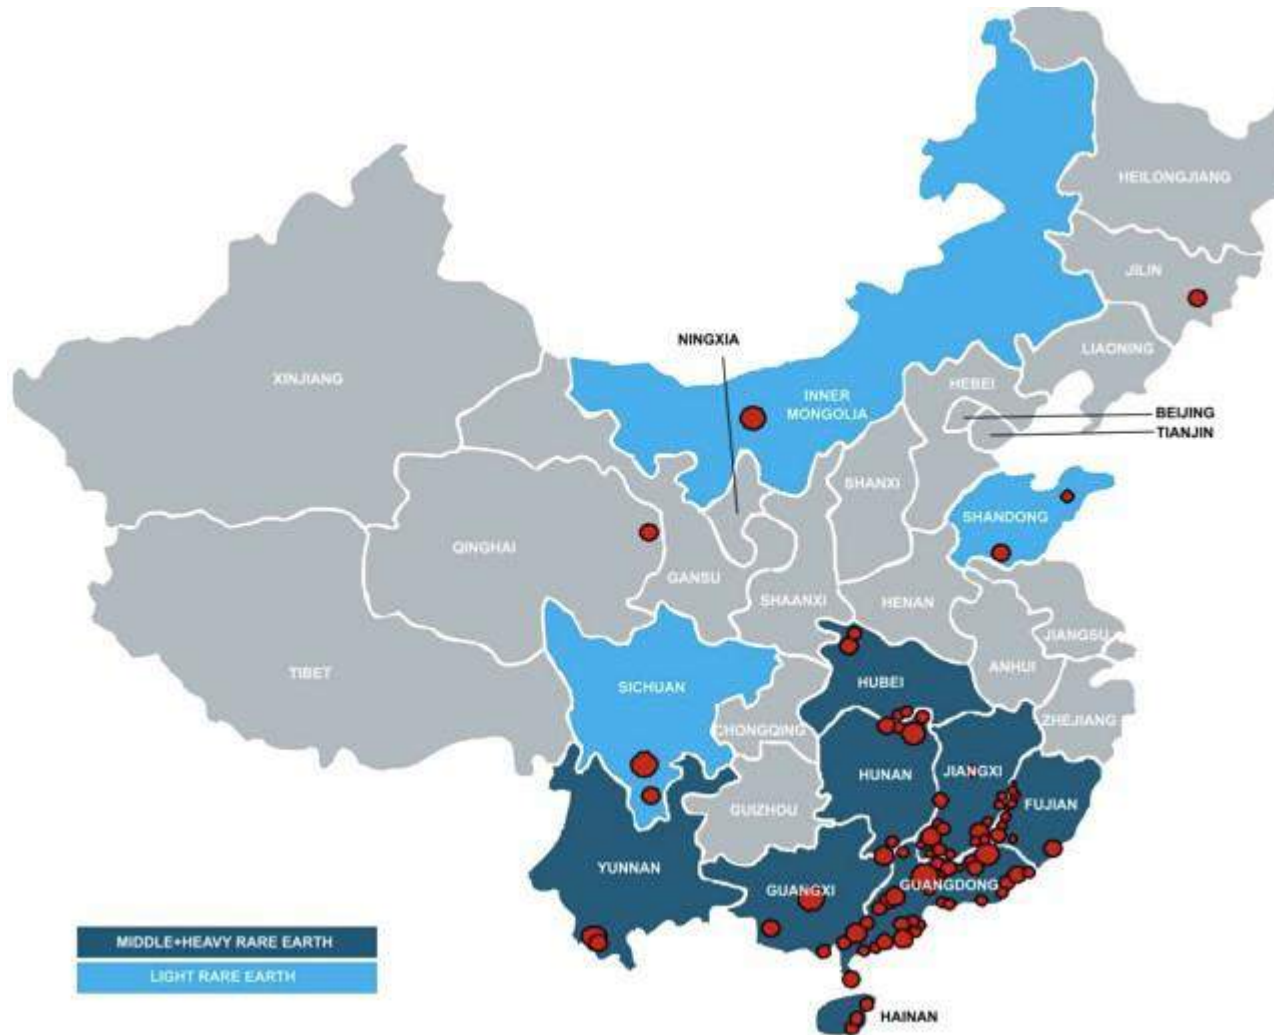 HEILONGJIANG
JILIN
NINGXIA
LIAONING
XINJIANG
HEBEI
INNER
MONGOLIA
BEIJING
TIANJIN
SHANXI
SHANDONG
QINGHAI
GANSU
SHAANXI
HENAN
JIANGSU
ANHUI
TIBET
SICHUAN
HUBEI
ZHEJIANG
CHONGQING
HUNAN
JIANGXI
FUJIAN
GUIZHOU
YUNNAN
GUANGXI
GUANGDONG
MIDDLE+HEAVY RARE EARTH
LIGHT RARE EARTH
HAINAN